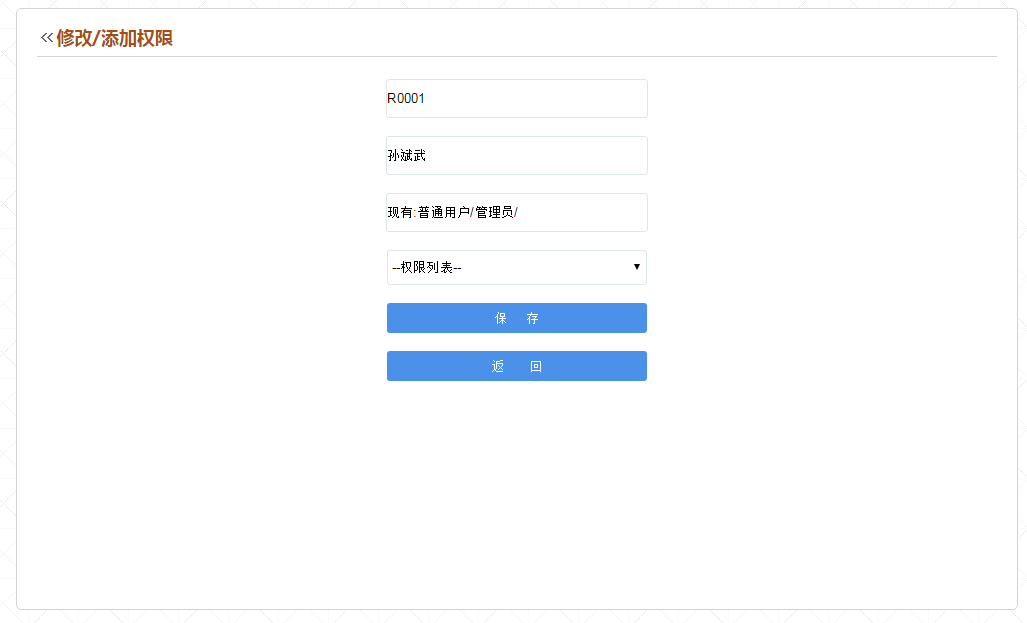 «修改/添加权限
R0001
孙斌武
现有:普通用户/管理员/
--权限列表--
保 存
返 回